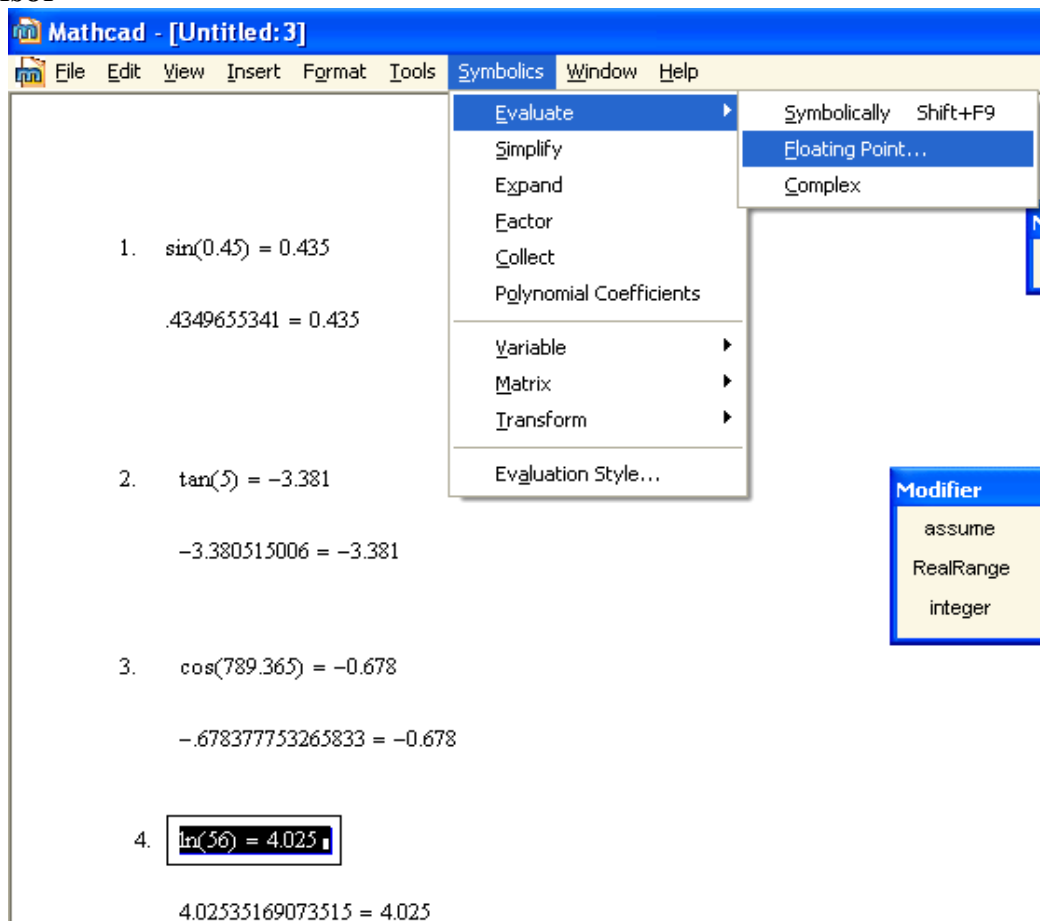 Mathcad - [Untitled:3]
File Edit View Insert Format Tools Symbolics Window Help
Evaluate
Simplify
Expand
Factor
Collect
Polynomial Coefficients
Variable
Matrix
Transform
Evaluation Style...
Symbolically Shift+F9
Floating Point...
Complex
1. sin(0.45) = 0.435
.4349655341 = 0.435
2. tan(5) = -3.381
-3.380515006 = -3.381
3. cos(789.365) = -0.678
-.678377753265833 = -0.678
4. ln(56) = 4.025
4.02535169073515 = 4.025
Modifier
assume
RealRange
integer